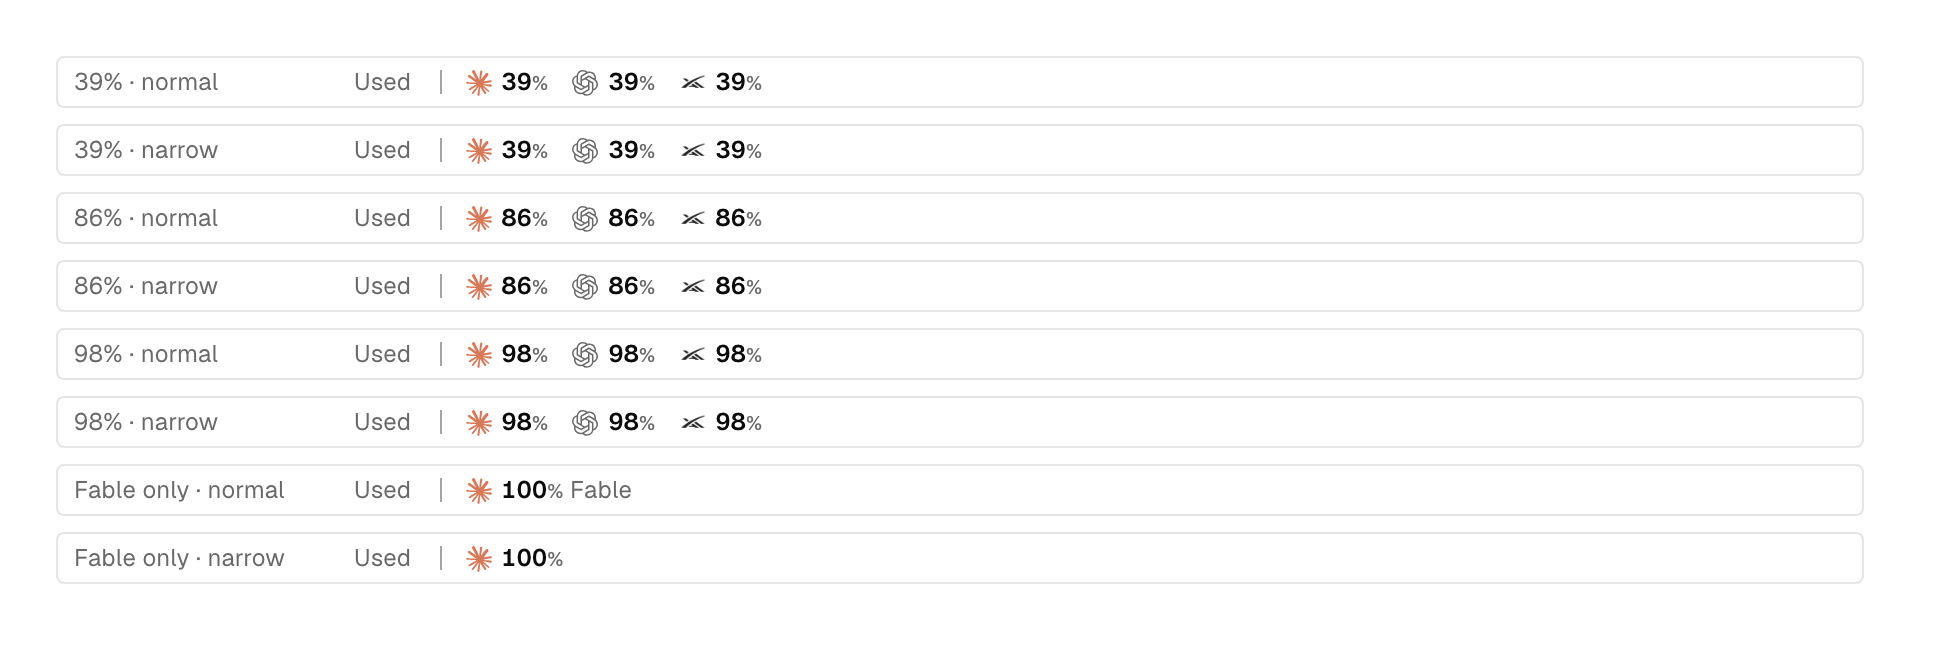 39% · normal Used | 39% 39% 39%
39% · narrow Used | 39% 39% 39%
86% · normal Used | 86% 86% 86%
86% · narrow Used | 86% 86% 86%
98% · normal Used | 98% 98% 98%
98% · narrow Used | 98% 98% 98%
Fable only · normal Used | 100% Fable
Fable only · narrow Used | 100%